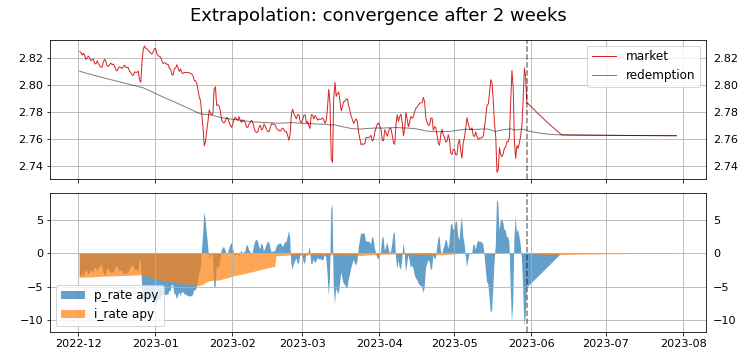 Extrapolation: convergence after 2 weeks
2.82 2.82
2.80 2.80
2.78 2.78
2.76 2.76
2.74 2.74
market
redemption
5 5
0 0
−5 −5
−10 −10
p_rate apy
i_rate apy
2022-12 2023-01 2023-02 2023-03 2023-04 2023-05 2023-06 2023-07 2023-08